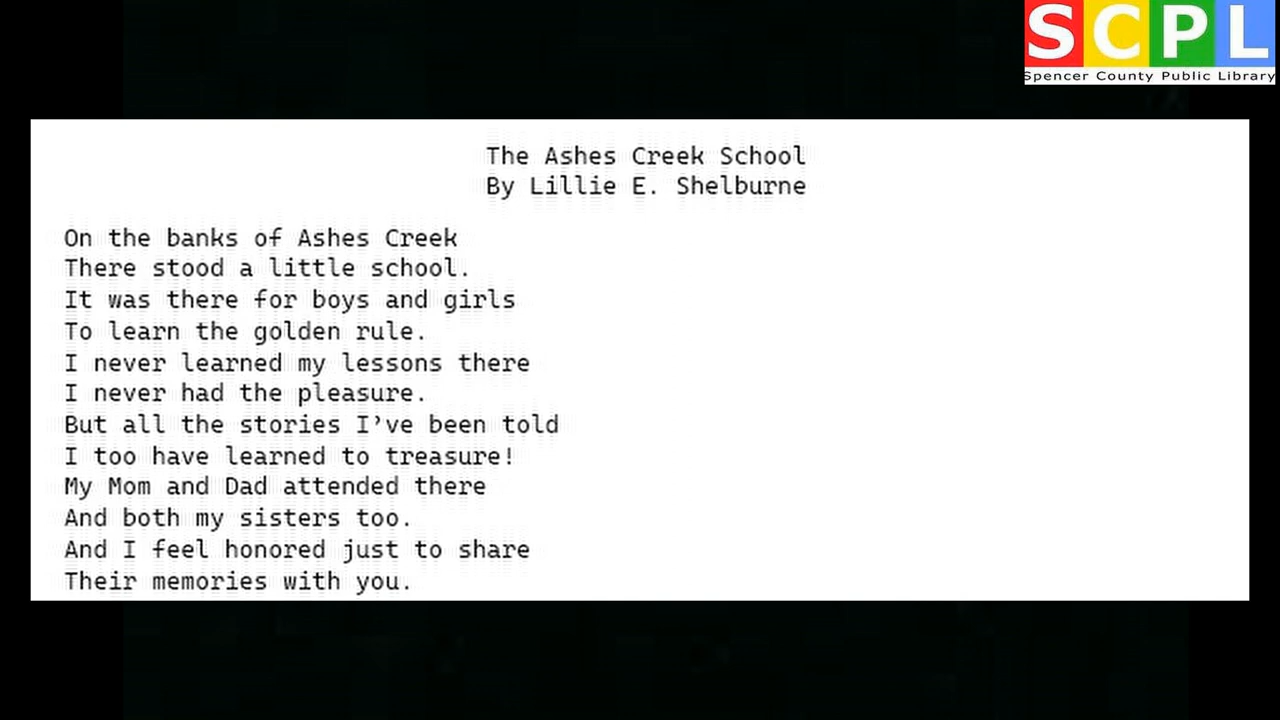 SCPL
Spencer County Public Library
The Ashes Creek School
By Lillie E. Shelburne
On the banks of Ashes Creek
There stood a little school.
It was there for boys and girls
To learn the golden rule.
I never learned my lessons there
I never had the pleasure.
But all the stories I’ve been told
I too have learned to treasure!
My Mom and Dad attended there
And both my sisters too.
And I feel honored just to share
Their memories with you.